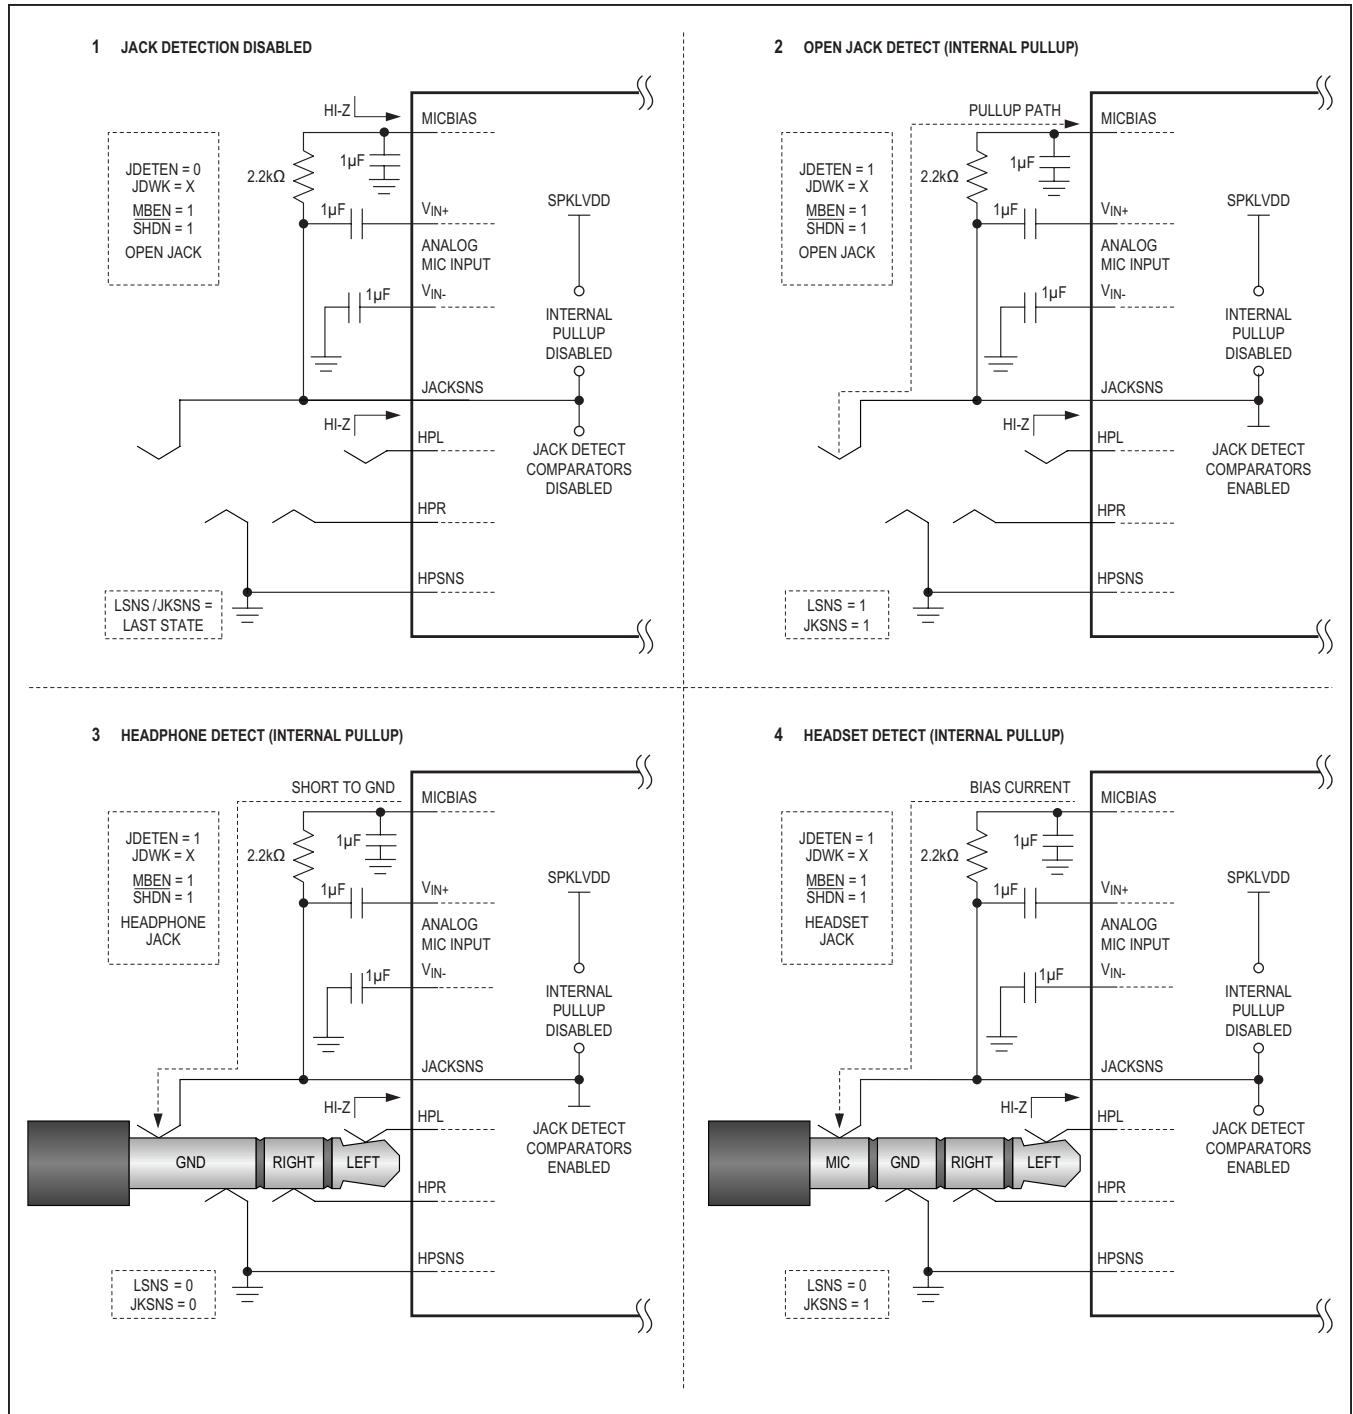 1 JACK DETECTION DISABLED
HI-Z
MICBIAS
JDETEN = 0
JDWK = X
MBEN = 1
SHDN = 1
OPEN JACK
2.2kΩ
1µF
1µF
VIN+
ANALOG
MIC INPUT
VIN-
1µF
SPKLVDD
INTERNAL
PULLUP
DISABLED
JACKSNS
HI-Z
HPL
JACK DETECT
COMPARATORS
DISABLED
HPR
HPSNS
LSNS /JKSNS =
LAST STATE
2 OPEN JACK DETECT (INTERNAL PULLUP)
PULLUP PATH
MICBIAS
JDETEN = 1
JDWK = X
MBEN = 1
SHDN = 1
OPEN JACK
2.2kΩ
1µF
1µF
VIN+
ANALOG
MIC INPUT
VIN-
1µF
SPKLVDD
INTERNAL
PULLUP
DISABLED
JACKSNS
HI-Z
HPL
JACK DETECT
COMPARATORS
ENABLED
HPR
HPSNS
LSNS = 1
JKSNS = 1
3 HEADPHONE DETECT (INTERNAL PULLUP)
SHORT TO GND
MICBIAS
JDETEN = 1
JDWK = X
MBEN = 1
SHDN = 1
HEADPHONE
JACK
2.2kΩ
1µF
1µF
VIN+
ANALOG
MIC INPUT
VIN-
1µF
SPKLVDD
INTERNAL
PULLUP
DISABLED
JACKSNS
HI-Z
HPL
JACK DETECT
COMPARATORS
ENABLED
GND
RIGHT
LEFT
HPR
HPSNS
LSNS = 0
JKSNS = 0
4 HEADSET DETECT (INTERNAL PULLUP)
BIAS CURRENT
MICBIAS
JDETEN = 1
JDWK = X
MBEN = 1
SHDN = 1
HEADSET
JACK
2.2kΩ
1µF
1µF
VIN+
ANALOG
MIC INPUT
VIN-
1µF
SPKLVDD
INTERNAL
PULLUP
DISABLED
JACKSNS
HI-Z
HPL
JACK DETECT
COMPARATORS
ENABLED
MIC
GND
RIGHT
LEFT
HPR
HPSNS
LSNS = 0
JKSNS = 1